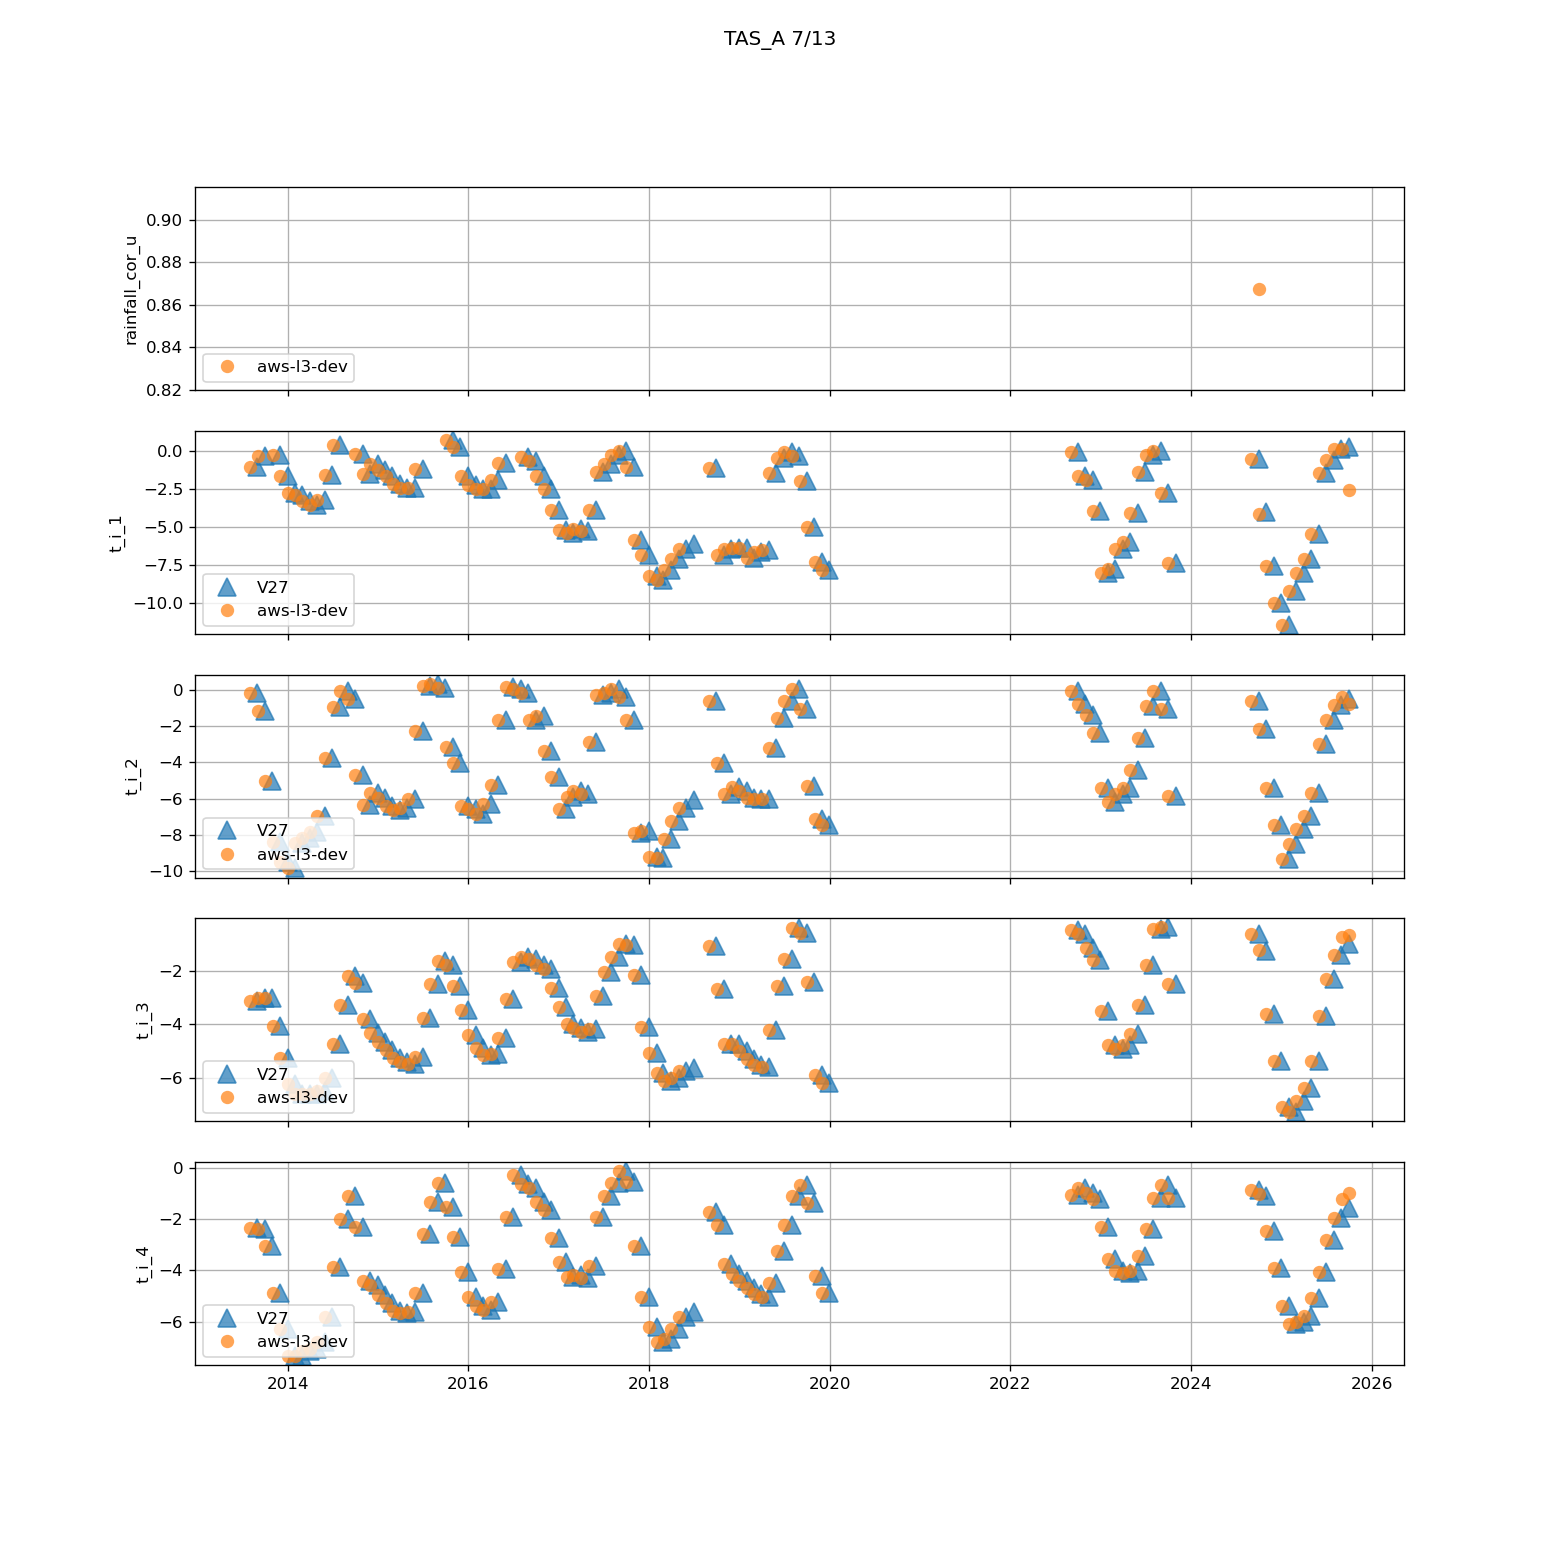 TAS_A 7/13
rainfall_cor_u
0.90
0.88
0.86
0.84
0.82
aws-l3-dev
t_i_1
0.0
−2.5
−5.0
−7.5
−10.0
V27
aws-l3-dev
t_i_2
0
−2
−4
−6
−8
−10
V27
aws-l3-dev
t_i_3
−2
−4
−6
V27
aws-l3-dev
t_i_4
0
−2
−4
−6
V27
aws-l3-dev
2014 2016 2018 2020 2022 2024 2026